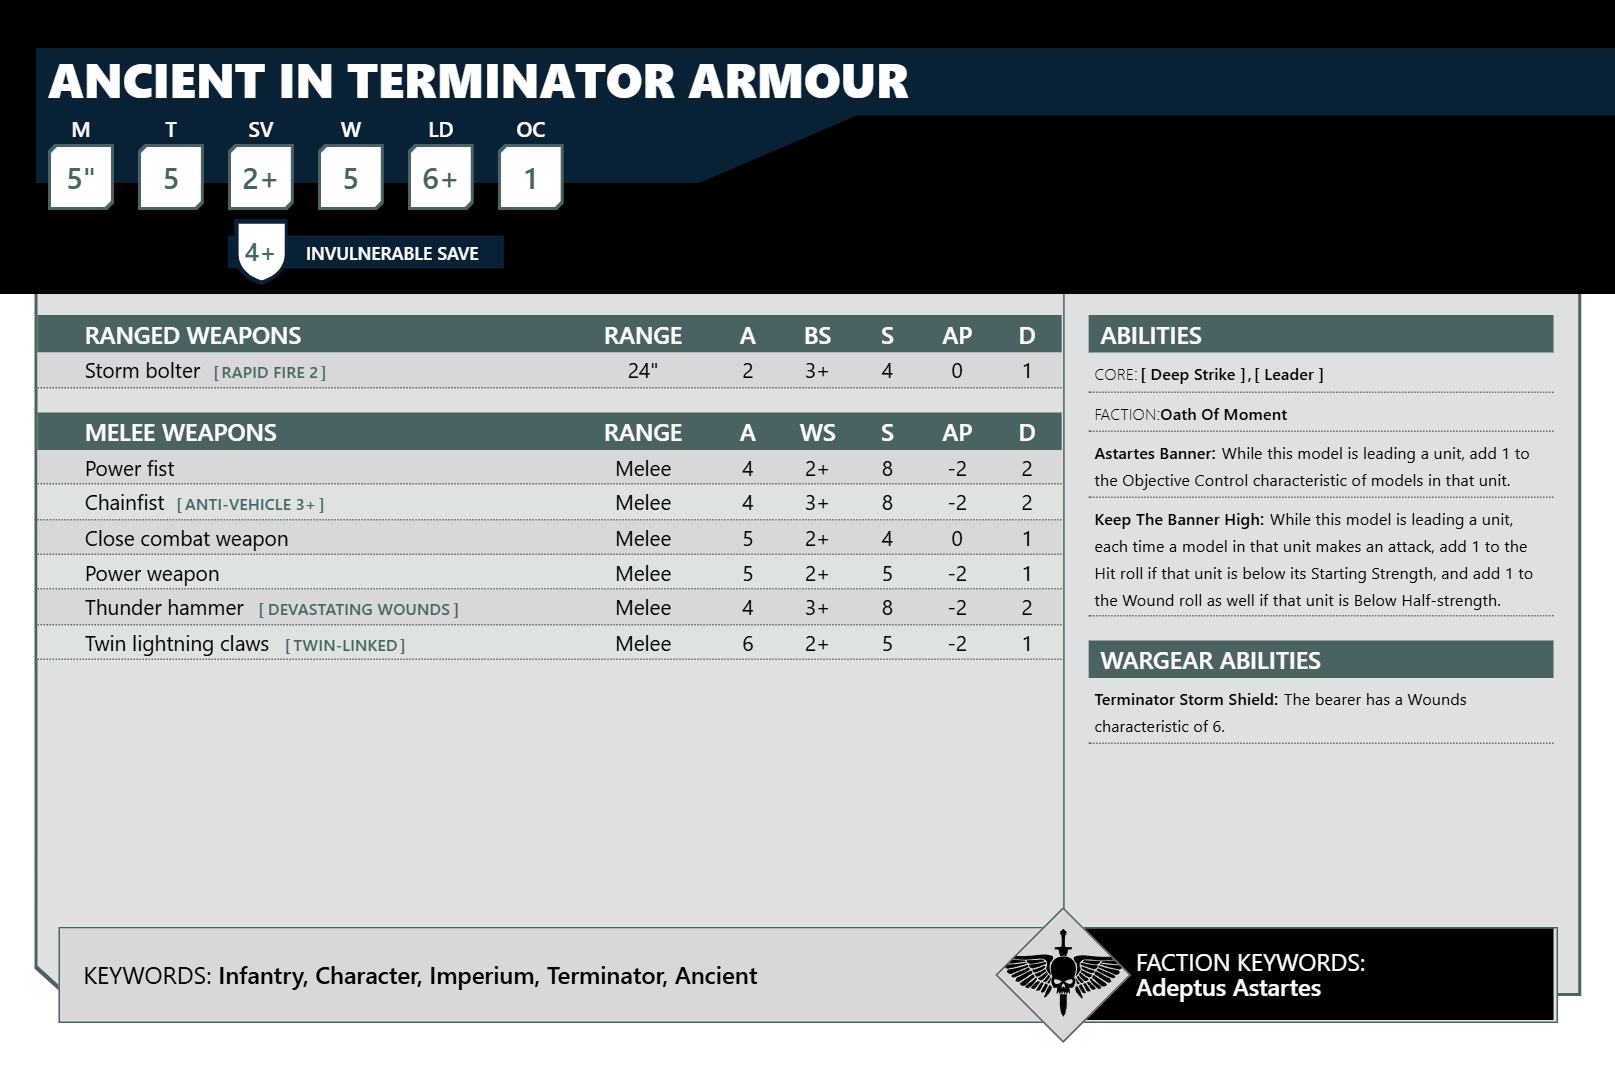 ANCIENT IN TERMINATOR ARMOUR
M T SV W LD OC
5" 5 2+ 5 6+ 1
4+ INVULNERABLE SAVE
RANGED WEAPONS RANGE A BS S AP D
Storm bolter [RAPID FIRE 2] 24" 2 3+ 4 0 1
MELEE WEAPONS RANGE A WS S AP D
Power fist Melee 4 2+ 8 -2 2
Chainfist [ANTI-VEHICLE 3+] Melee 4 3+ 8 -2 2
Close combat weapon Melee 5 2+ 4 0 1
Power weapon Melee 5 2+ 5 -2 1
Thunder hammer [DEVASTATING WOUNDS] Melee 4 3+ 8 -2 2
Twin lightning claws [TWIN-LINKED] Melee 6 2+ 5 -2 1
ABILITIES
CORE: [ Deep Strike ] , [ Leader ]
FACTION:Oath Of Moment
Astartes Banner: While this model is leading a unit, add 1 to
the Objective Control characteristic of models in that unit.
Keep The Banner High: While this model is leading a unit,
each time a model in that unit makes an attack, add 1 to the
Hit roll if that unit is below its Starting Strength, and add 1 to
the Wound roll as well if that unit is Below Half-strength.
WARGEAR ABILITIES
Terminator Storm Shield: The bearer has a Wounds
characteristic of 6.
KEYWORDS: Infantry, Character, Imperium, Terminator, Ancient
FACTION KEYWORDS:
Adeptus Astartes